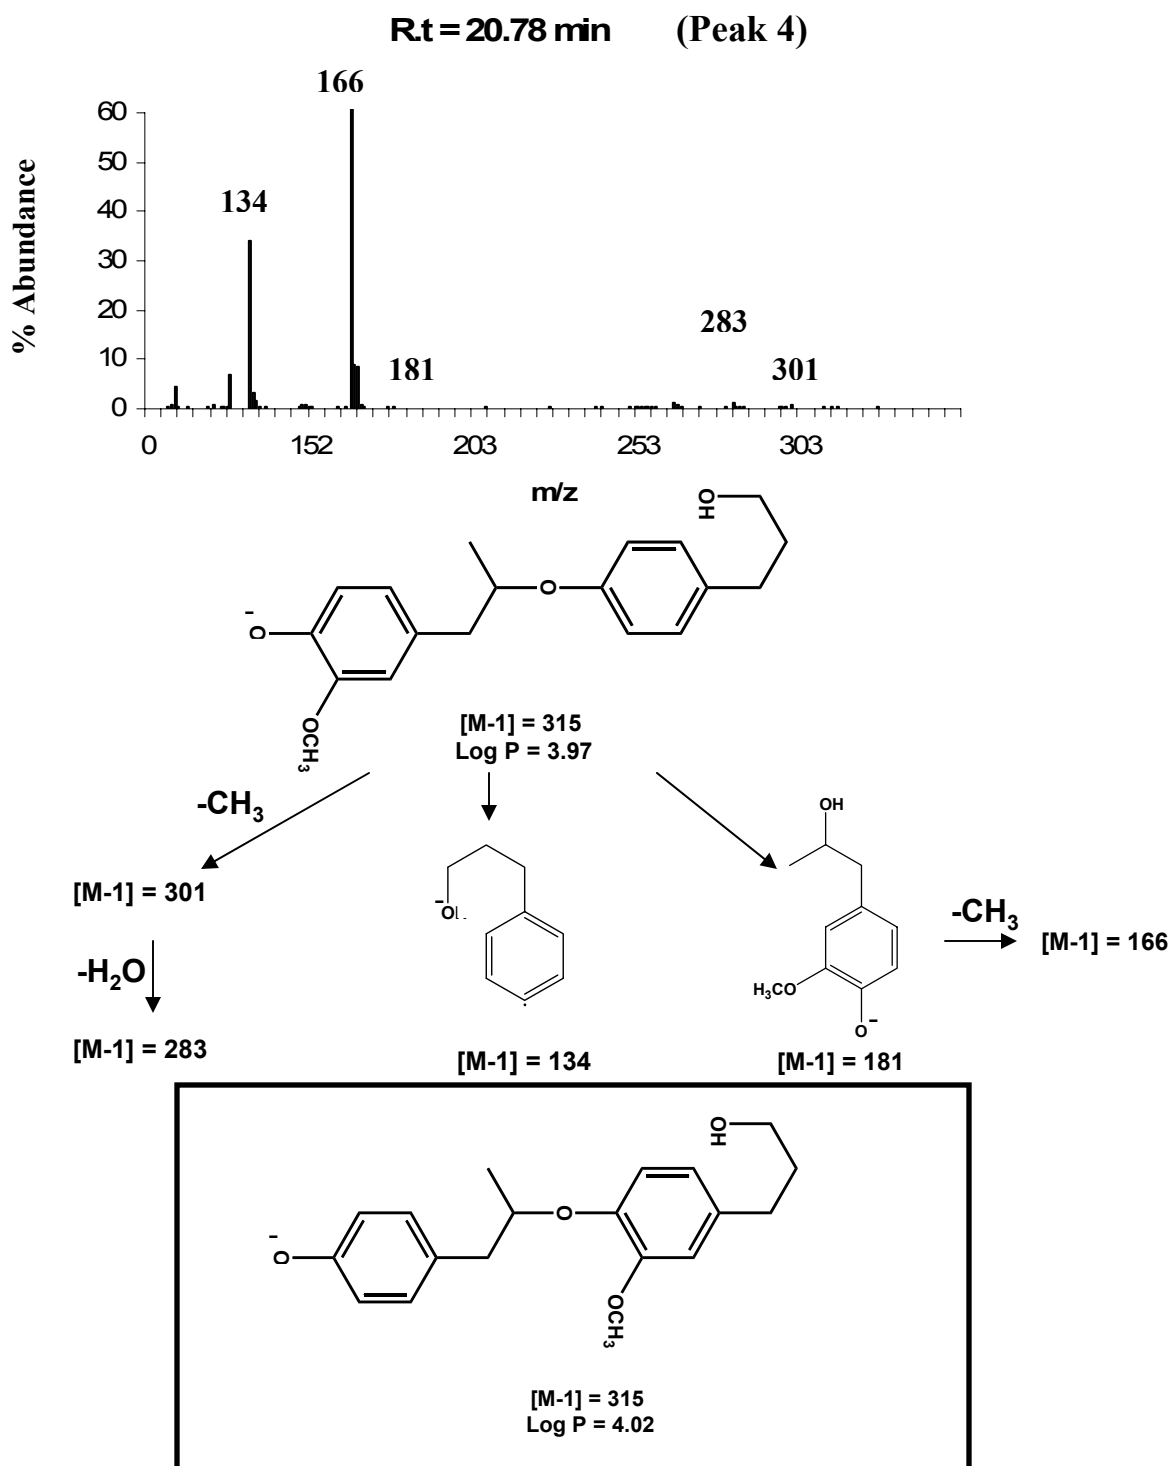 R.t = 20.78 min (Peak 4)
166
60
50
% Abundance
40
134
30
20
283
10
181
301
0
0 152 203 253 303
m/z
HO
O
O⁻
OCH₃
[M-1] = 315
Log P = 3.97
-CH₃
OH
[M-1] = 301
O⁻
-CH₃
[M-1] = 166
-H₂O
H₃CO
O⁻
[M-1] = 283
[M-1] = 134
[M-1] = 181
HO
O
O⁻
OCH₃
[M-1] = 315
Log P = 4.02